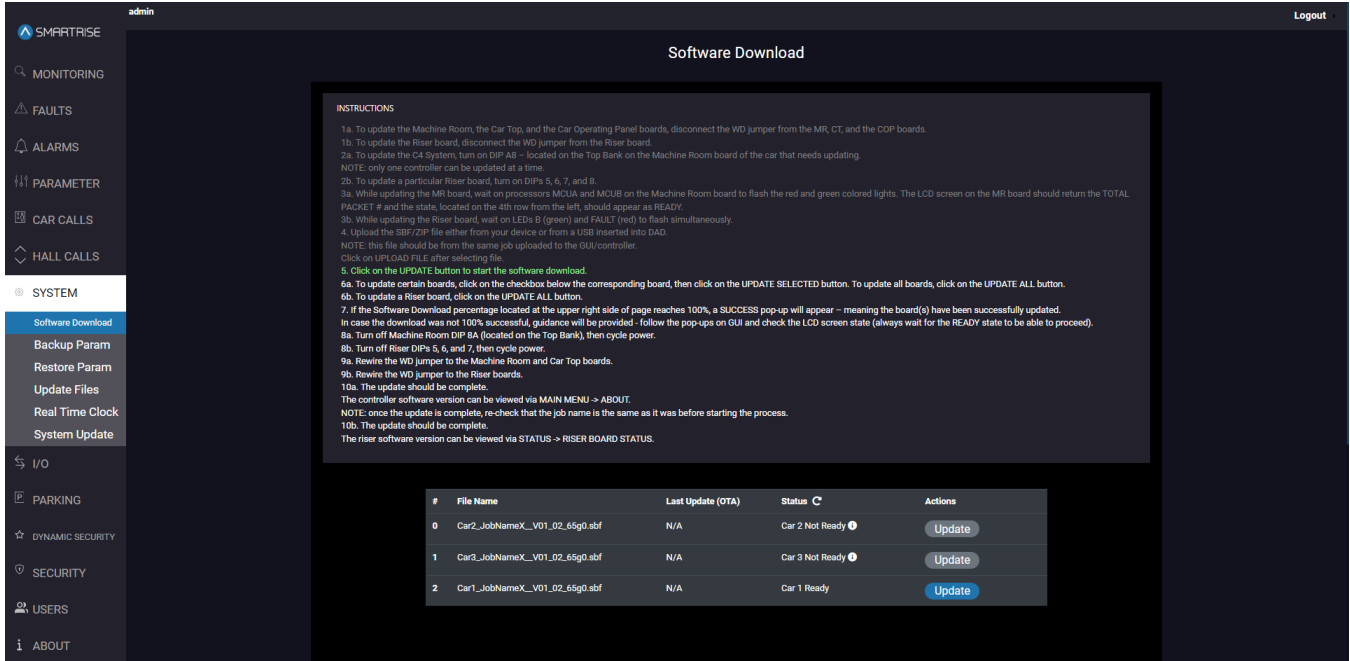 admin
Logout
SMARTRISE
Software Download
MONITORING
FAULTS
ALARMS
PARAMETER
CAR CALLS
HALL CALLS
SYSTEM
Software Download
Backup Param
Restore Param
Update Files
Real Time Clock
System Update
I/O
PARKING
DYNAMIC SECURITY
SECURITY
USERS
ABOUT
INSTRUCTIONS
1a. To update the Machine Room, the Car Top, and the Car Operating Panel boards, disconnect the WD jumper from the MR, CT, and the COP boards.
1b. To update the Riser board, disconnect the WD jumper from the Riser board.
2a. To update the C4 System, turn on DIP A8 – located on the Top Bank on the Machine Room board of the car that needs updating.
NOTE: only one controller can be updated at a time.
2b. To update a particular Riser board, turn on DIPs 5, 6, 7, and 8.
3a. While updating the MR board, wait on processors MCUA and MCUB on the Machine Room board to flash the red and green colored lights. The LCD screen on the MR board should return the TOTAL
PACKET # and the state, located on the 4th row from the left, should appear as READY.
3b. While updating the Riser board, wait on LEDs B (green) and FAULT (red) to flash simultaneously.
4. Upload the SBF/ZIP file either from your device or from a USB inserted into DAD.
NOTE: this file should be from the same job uploaded to the GUI/controller.
Click on UPLOAD FILE after selecting file.
5. Click on the UPDATE button to start the software download.
6a. To update certain boards, click on the checkbox below the corresponding board, then click on the UPDATE SELECTED button. To update all boards, click on the UPDATE ALL button.
6b. To update a Riser board, click on the UPDATE ALL button.
7. If the Software Download percentage located at the upper right side of page reaches 100%, a SUCCESS pop-up will appear – meaning the board(s) have been successfully updated.
In case the download was not 100% successful, guidance will be provided - follow the pop-ups on GUI and check the LCD screen state (always wait for the READY state to be able to proceed).
8a. Turn off Machine Room DIP 8A (located on the Top Bank), then cycle power.
8b. Turn off Riser DIPs 5, 6, and 7, then cycle power.
9a. Rewire the WD jumper to the Machine Room and Car Top boards.
9b. Rewire the WD jumper to the Riser boards.
10a. The update should be complete.
The controller software version can be viewed via MAIN MENU -> ABOUT.
NOTE: once the update is complete, re-check that the job name is the same as it was before starting the process.
10b. The update should be complete.
The riser software version can be viewed via STATUS -> RISER BOARD STATUS.
# File Name Last Update (OTA) Status Actions
0 Car2_JobNameX__V01_02_65g0.sbf N/A Car 2 Not Ready Update
1 Car3_JobNameX__V01_02_65g0.sbf N/A Car 3 Not Ready Update
2 Car1_JobNameX__V01_02_65g0.sbf N/A Car 1 Ready Update